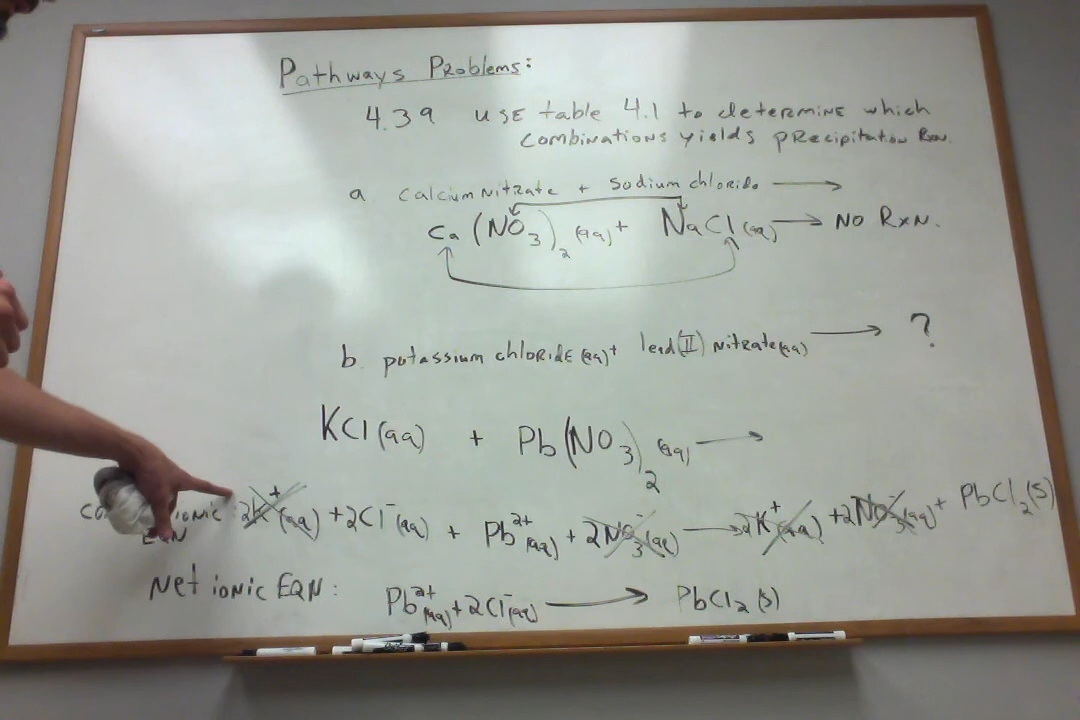 Pathways Problems:
4.39 USE table 4.1 to determine which
combinations yields precipitation Rxn.
a calcium nitrate + sodium chloride ⟶
Ca(NO₃)₂ (aq) + NaCl (aq) ⟶ NO RxN.
b. potassium chloride (aq) + lead (II) nitrate (aq) ⟶ ?
KCl (aq) + Pb(NO₃)₂ (aq) ⟶
ionic: 2K⁺(aq) + 2Cl⁻(aq) + Pb²⁺(aq) + 2NO₃⁻(aq) ⟶ 2K⁺(aq) + 2NO₃⁻(aq) + PbCl₂(s)
EQN
Net ionic EQN: Pb²⁺(aq) + 2Cl⁻(aq) ⟶ PbCl₂(s)